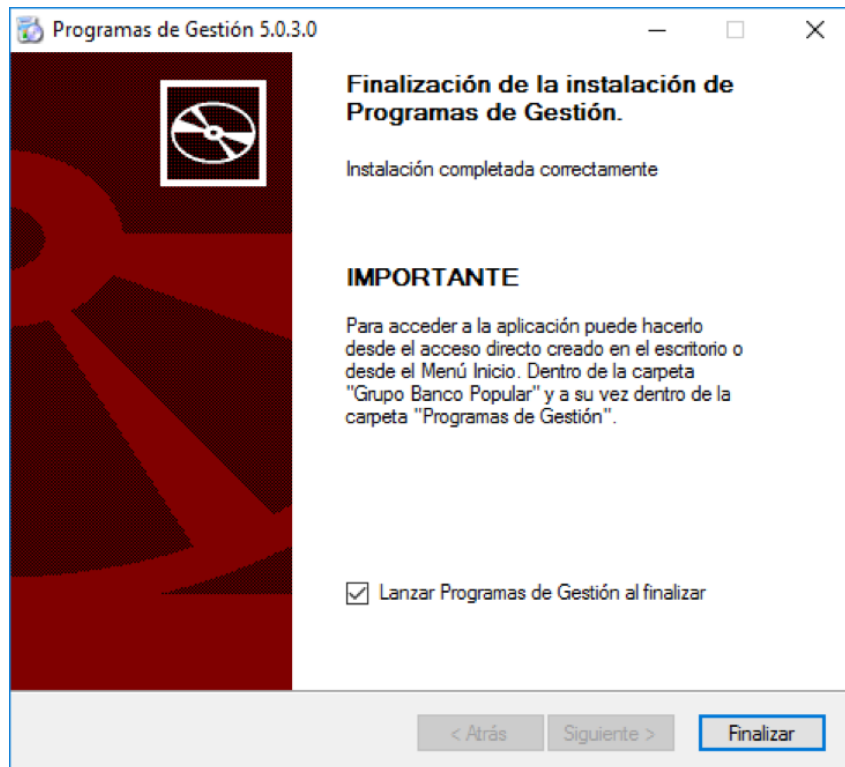 Programas de Gestión 5.0.3.0
Finalización de la instalación de
Programas de Gestión.
Instalación completada correctamente
IMPORTANTE
Para acceder a la aplicación puede hacerlo
desde el acceso directo creado en el escritorio o
desde el Menú Inicio. Dentro de la carpeta
"Grupo Banco Popular" y a su vez dentro de la
carpeta "Programas de Gestión".
Lanzar Programas de Gestión al finalizar
< Atrás Siguiente > Finalizar